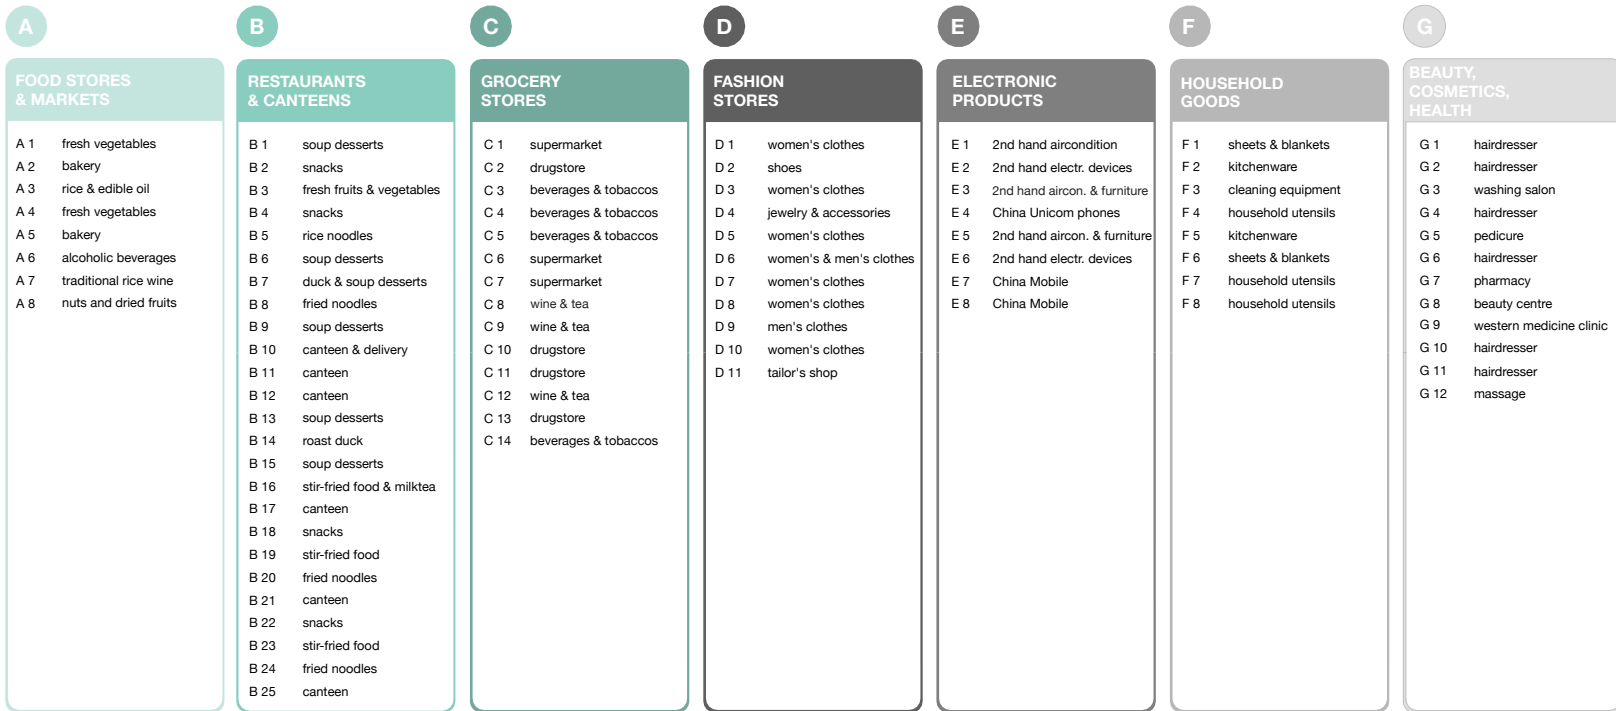 A
FOOD STORES
& MARKETS
A 1 fresh vegetables
A 2 bakery
A 3 rice & edible oil
A 4 fresh vegetables
A 5 bakery
A 6 alcoholic beverages
A 7 traditional rice wine
A 8 nuts and dried fruits
B
RESTAURANTS
& CANTEENS
B 1 soup desserts
B 2 snacks
B 3 fresh fruits & vegetables
B 4 snacks
B 5 rice noodles
B 6 soup desserts
B 7 duck & soup desserts
B 8 fried noodles
B 9 soup desserts
B 10 canteen & delivery
B 11 canteen
B 12 canteen
B 13 soup desserts
B 14 roast duck
B 15 soup desserts
B 16 stir-fried food & milktea
B 17 canteen
B 18 snacks
B 19 stir-fried food
B 20 fried noodles
B 21 canteen
B 22 snacks
B 23 stir-fried food
B 24 fried noodles
B 25 canteen
C
GROCERY
STORES
C 1 supermarket
C 2 drugstore
C 3 beverages & tobaccos
C 4 beverages & tobaccos
C 5 beverages & tobaccos
C 6 supermarket
C 7 supermarket
C 8 wine & tea
C 9 wine & tea
C 10 drugstore
C 11 drugstore
C 12 wine & tea
C 13 drugstore
C 14 beverages & tobaccos
D
FASHION
STORES
D 1 women's clothes
D 2 shoes
D 3 women's clothes
D 4 jewelry & accessories
D 5 women's clothes
D 6 women's & men's clothes
D 7 women's clothes
D 8 women's clothes
D 9 men's clothes
D 10 women's clothes
D 11 tailor's shop
E
ELECTRONIC
PRODUCTS
E 1 2nd hand aircondition
E 2 2nd hand electr. devices
E 3 2nd hand aircon. & furniture
E 4 China Unicom phones
E 5 2nd hand aircon. & furniture
E 6 2nd hand electr. devices
E 7 China Mobile
E 8 China Mobile
F
HOUSEHOLD
GOODS
F 1 sheets & blankets
F 2 kitchenware
F 3 cleaning equipment
F 4 household utensils
F 5 kitchenware
F 6 sheets & blankets
F 7 household utensils
F 8 household utensils
G
BEAUTY,
COSMETICS,
HEALTH
G 1 hairdresser
G 2 hairdresser
G 3 washing salon
G 4 hairdresser
G 5 pedicure
G 6 hairdresser
G 7 pharmacy
G 8 beauty centre
G 9 western medicine clinic
G 10 hairdresser
G 11 hairdresser
G 12 massage